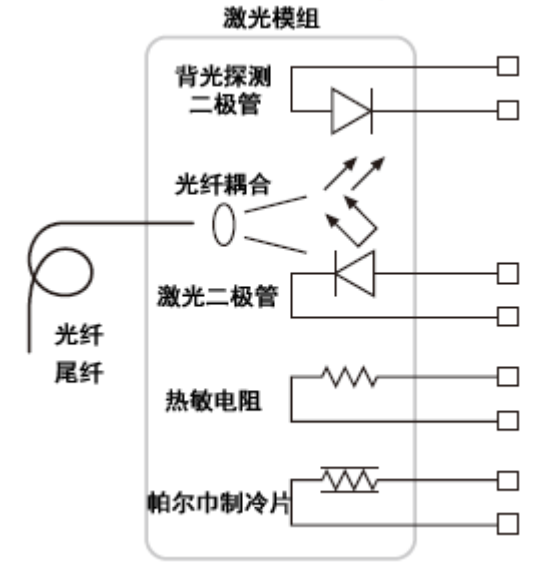 激光模组
背光探测
二极管
光纤耦合
激光二极管
光纤
尾纤
热敏电阻
帕尔巾制冷片